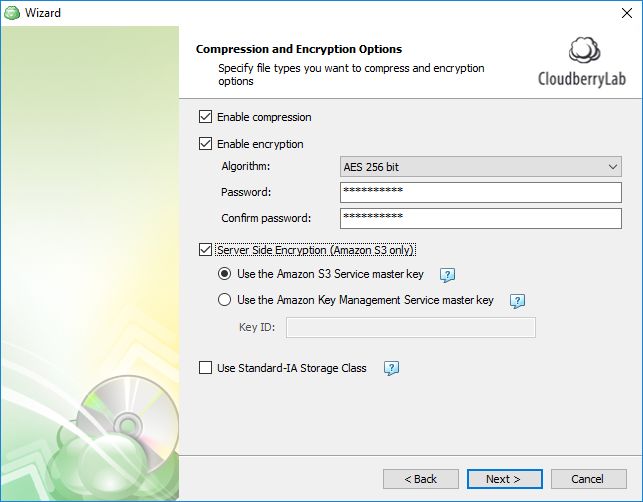 Wizard
Compression and Encryption Options
Specify file types you want to compress and encryption
options
CloudberryLab
Enable compression
Enable encryption
Algorithm:
AES 256 bit
Password:
**********
Confirm password:
**********
Server Side Encryption (Amazon S3 only)
Use the Amazon S3 Service master key
?
Use the Amazon Key Management Service master key
?
Key ID:
Use Standard-IA Storage Class
?
< Back
Next >
Cancel